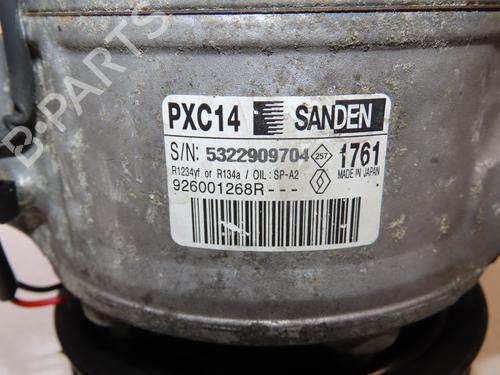 PXC14 SANDEN
S/N: 5322909704 257 1761
R1234yf or R134a / OIL: SP-A2 MADE IN JAPAN
926001268R---
B-PARTS